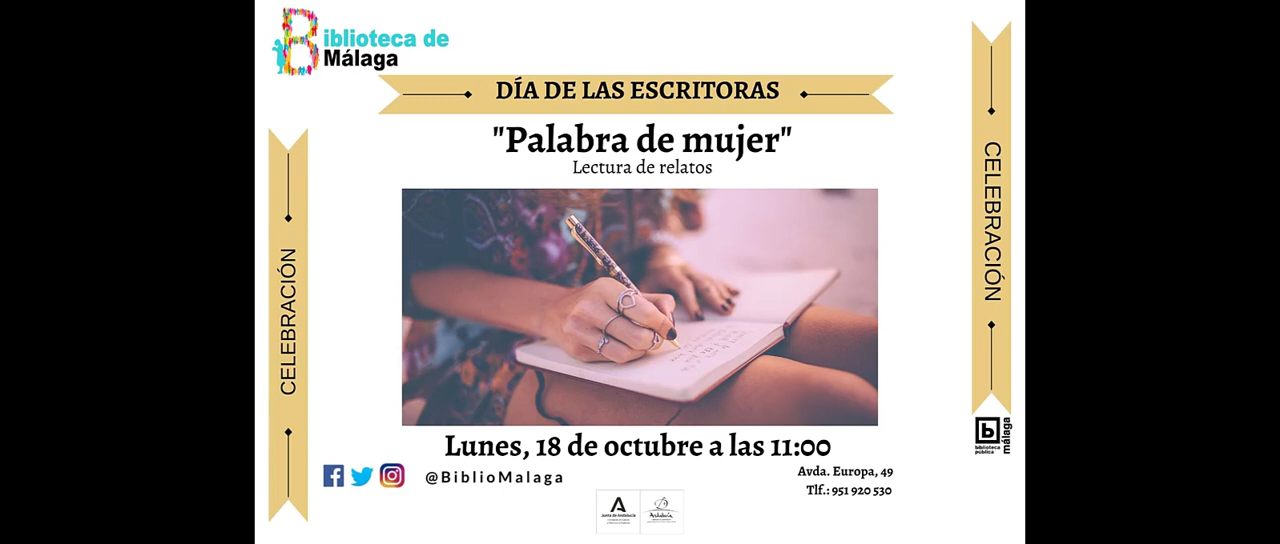 Biblioteca de
Málaga
DÍA DE LAS ESCRITORAS
"Palabra de mujer"
Lectura de relatos
CELEBRACIÓN
CELEBRACIÓN
Lunes, 18 de octubre a las 11:00
@BiblioMalaga
Avda. Europa, 49
Tlf.: 951 920 530
b
biblioteca
pública
málaga
Junta de Andalucía
Andalucía